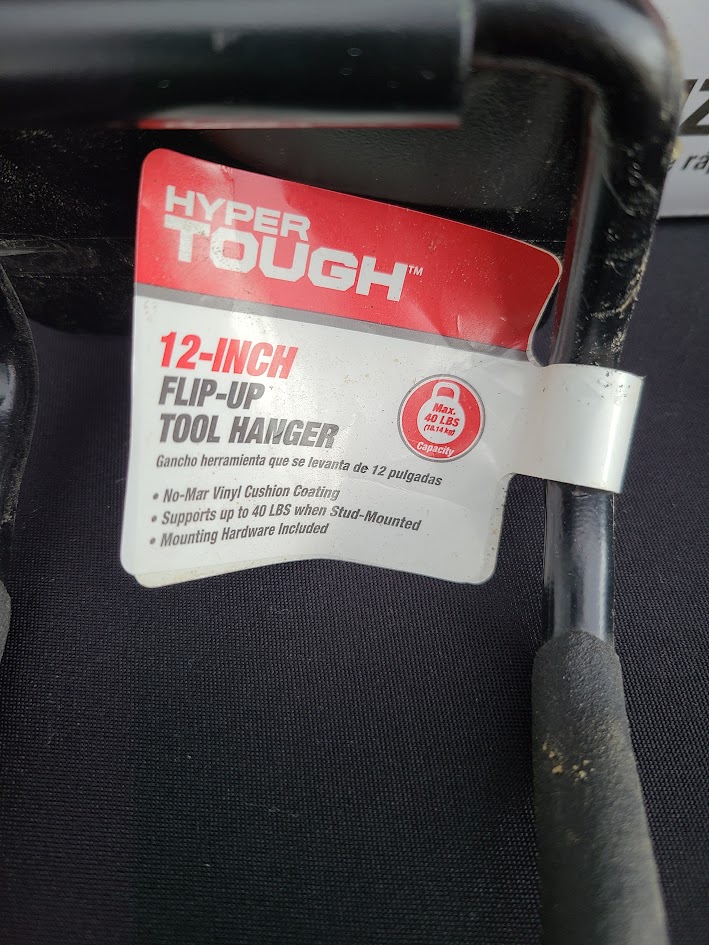 HYPER
TOUGH™
12-INCH
FLIP-UP
TOOL HANGER
Gancho herramienta que se levanta de 12 pulgadas
• No-Mar Vinyl Cushion Coating
• Supports up to 40 LBS when Stud-Mounted
• Mounting Hardware Included
Max.
40 LBS
(18.14 kg)
Capacity